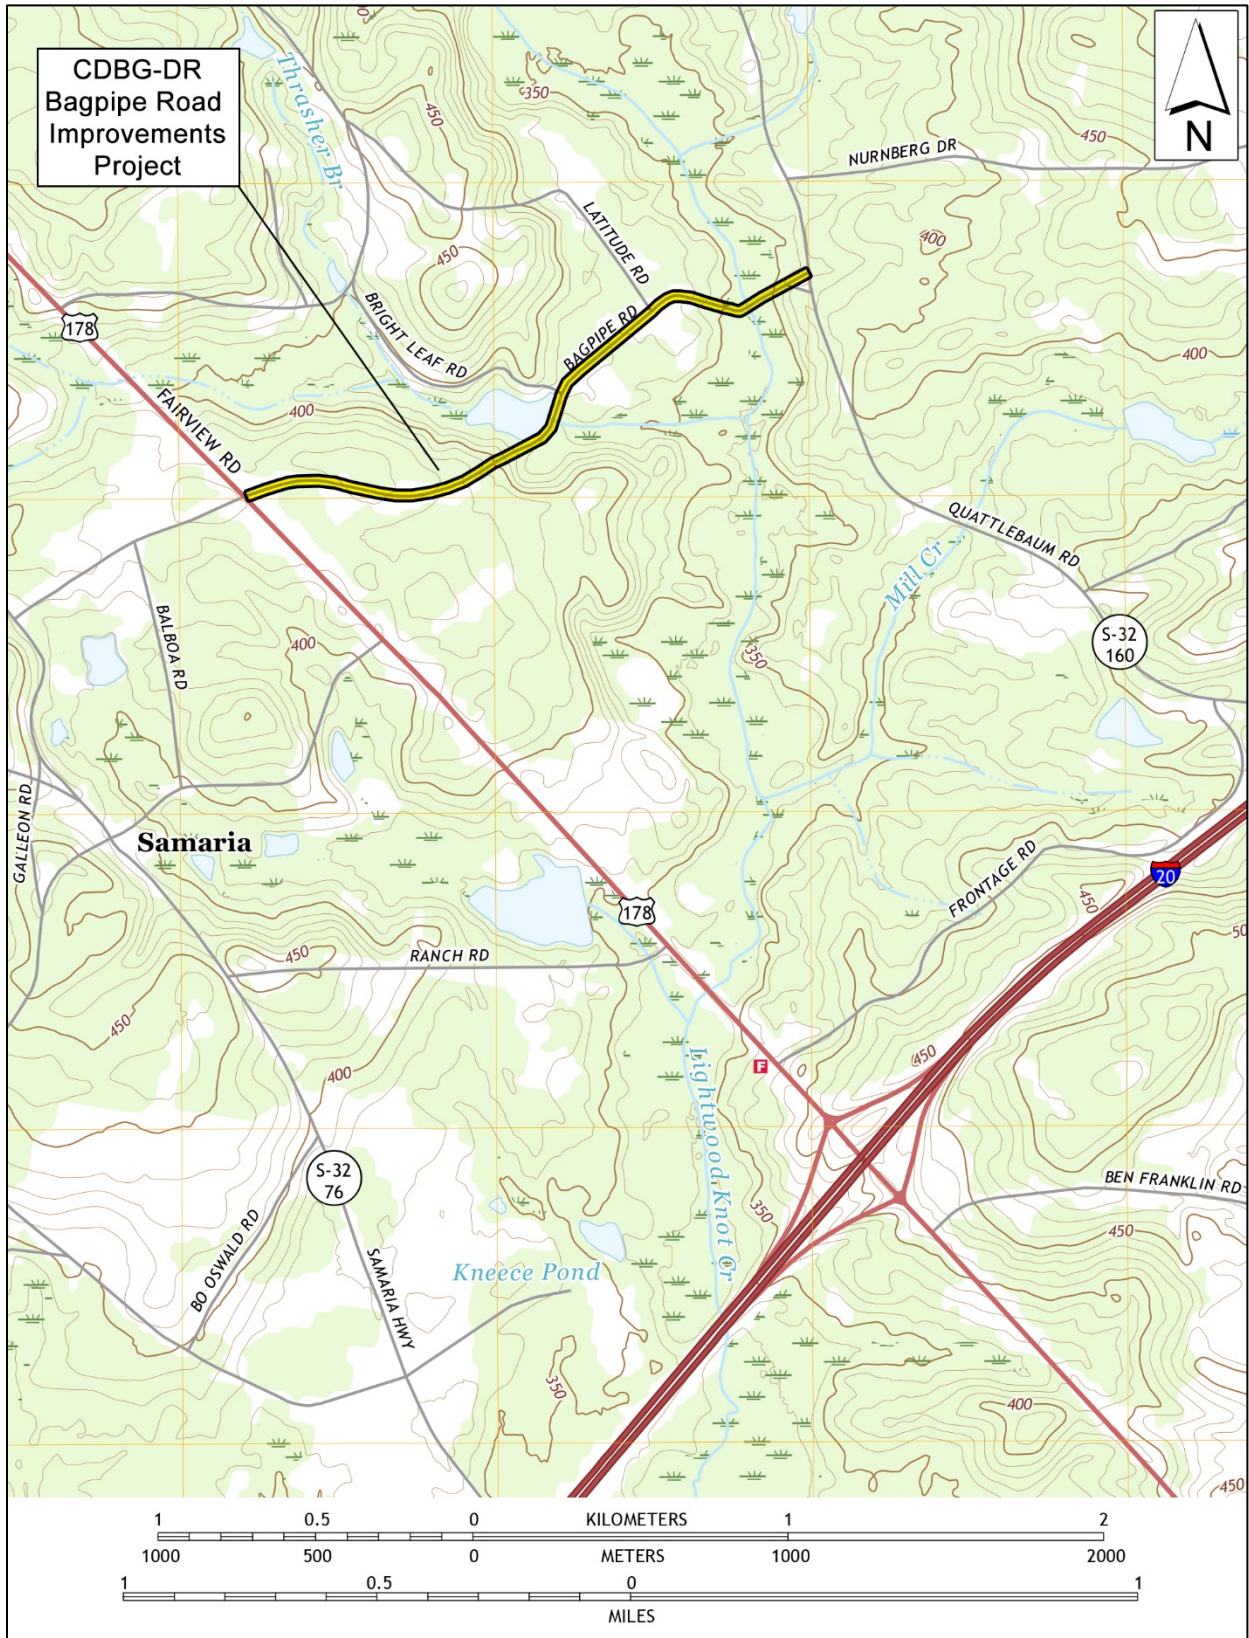 CDBG-DR
Bagpipe Road
Improvements
Project
Thrasher Br
450
350
450
N
NURNBERG DR
LATITUDE RD
400
450
178
BRIGHT LEAF RD
BAGPIPE RD
400
400
FAIRVIEW RD
QUATTLEBAUM RD
Mill Cr
BALBOA RD
400
350
S-32
160
GALLEON RD
Samaria
FRONTAGE RD
20
450
178
50
450
RANCH RD
450
450
F
400
Lightwood Knot Cr
S-32
76
BEN FRANKLIN RD
350
450
BO OSWALD RD
SAMARIA HWY
Kneece Pond
350
400
450
1 0.5 0 KILOMETERS 1 2
1000 500 0 METERS 1000 2000
1 0.5 0 1
MILES